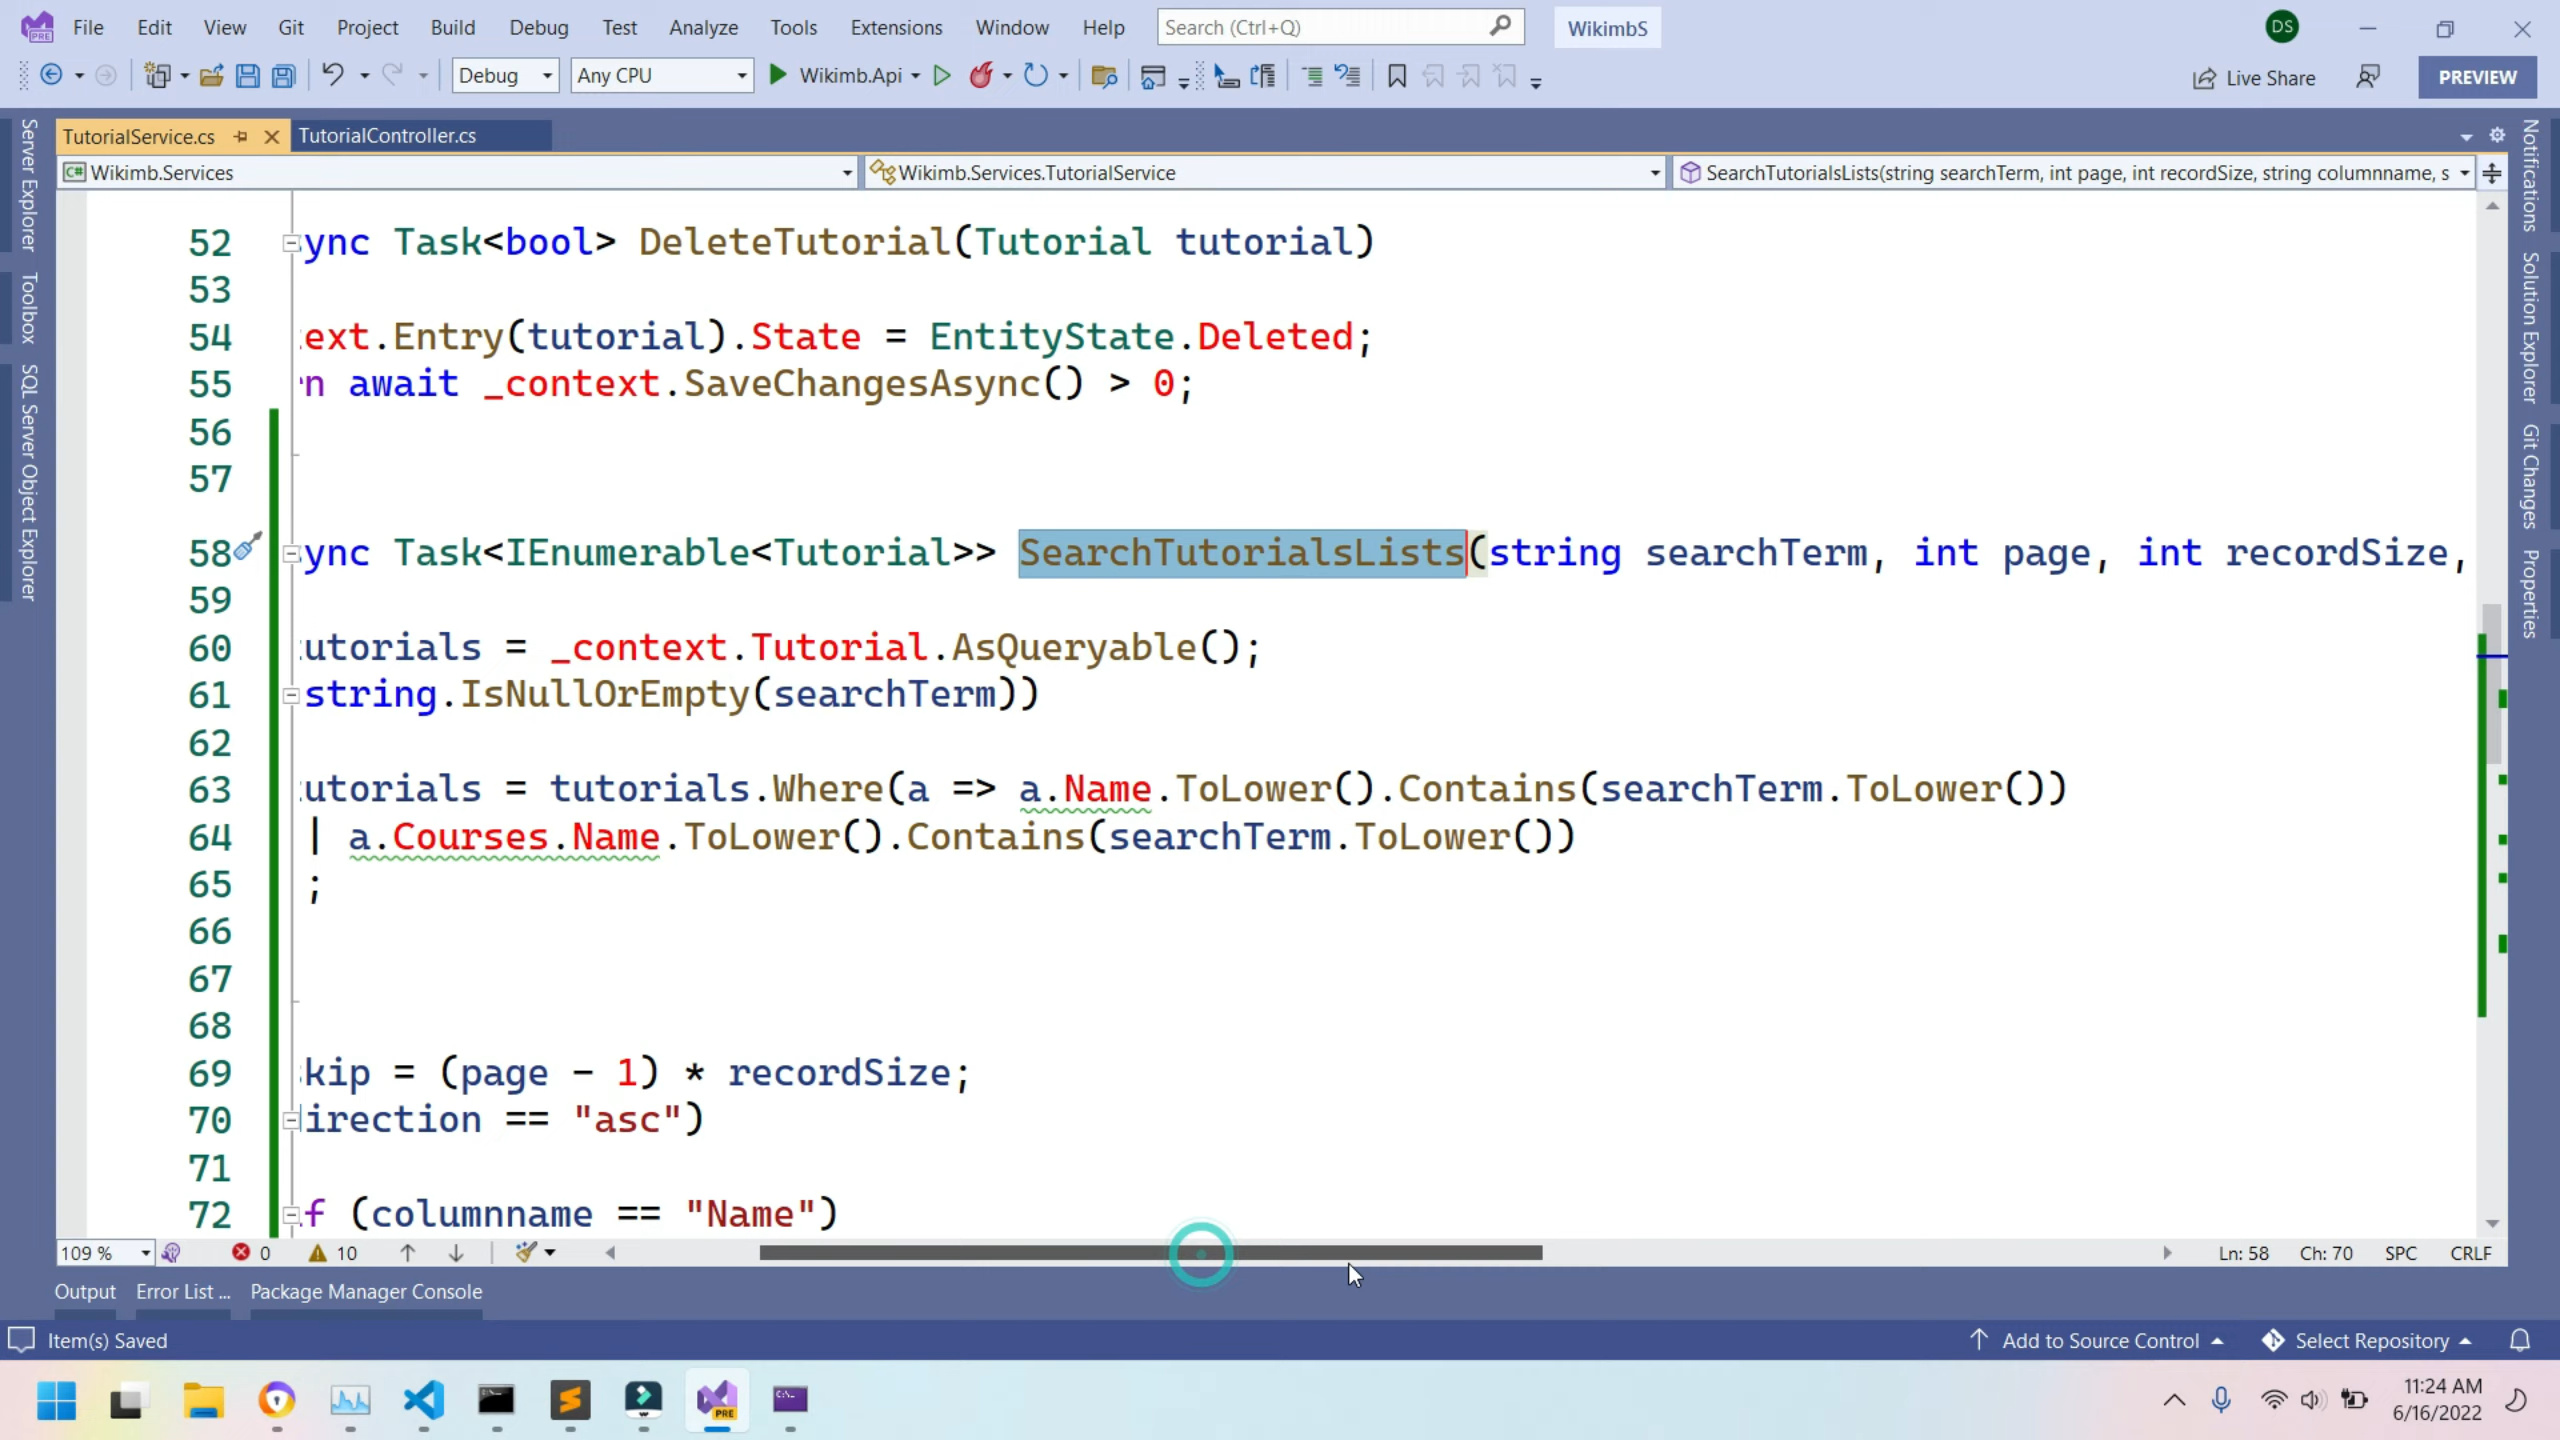 File Edit View Git Project Build Debug Test Analyze Tools Extensions Window Help Search (Ctrl+Q) WikimbS DS
Debug Any CPU Wikimb.Api Live Share PREVIEW
TutorialService.cs TutorialController.cs
Wikimb.Services Wikimb.Services.TutorialService SearchTutorialsLists(string searchTerm, int page, int recordSize, string columnname, s
Server Explorer
Toolbox
SQL Server Object Explorer
52 ync Task<bool> DeleteTutorial(Tutorial tutorial)
53
54 ext.Entry(tutorial).State = EntityState.Deleted;
55 n await _context.SaveChangesAsync() > 0;
56
57
58 ync Task<IEnumerable<Tutorial>> SearchTutorialsLists(string searchTerm, int page, int recordSize,
59
60 utorials = _context.Tutorial.AsQueryable();
61 string.IsNullOrEmpty(searchTerm))
62
63 utorials = tutorials.Where(a => a.Name.ToLower().Contains(searchTerm.ToLower())
64 | a.Courses.Name.ToLower().Contains(searchTerm.ToLower())
65 ;
66
67
68
69 kip = (page - 1) * recordSize;
70 irection == "asc")
71
72 f (columnname == "Name")
Notifications
Solution Explorer
Git Changes
Properties
109 % 0 10 Ln: 58 Ch: 70 SPC CRLF
Output Error List ... Package Manager Console
Item(s) Saved Add to Source Control Select Repository
PRE
11:24 AM
6/16/2022